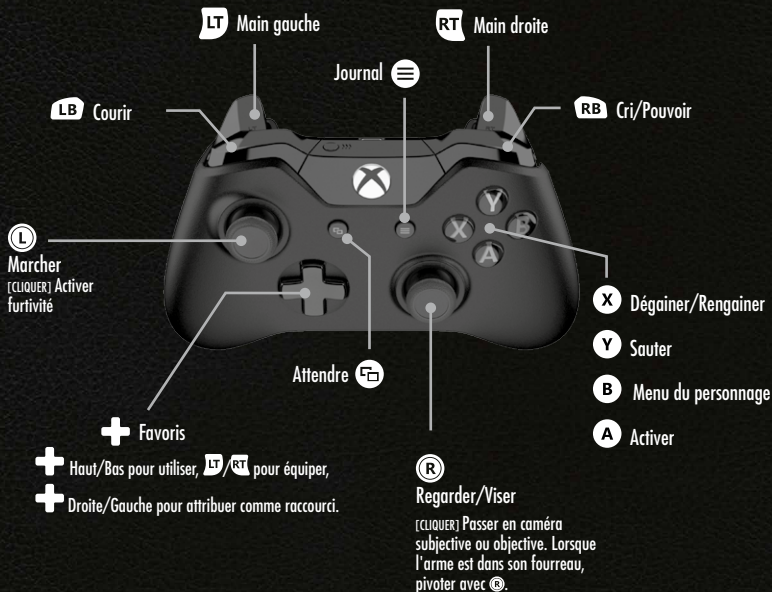 LT Main gauche
RT Main droite
Journal
LB Courir
RB Cri/Pouvoir
Y
X B
A
L
Marcher
[CLIQUER] Activer
furtivité
X Dégainer/Rengainer
Y Sauter
B Menu du personnage
A Activer
Attendre
Favoris
Haut/Bas pour utiliser, LT/RT pour équiper,
Droite/Gauche pour attribuer comme raccourci.
R
Regarder/Viser
[CLIQUER] Passer en caméra
subjective ou objective. Lorsque
l'arme est dans son fourreau,
pivoter avec R.